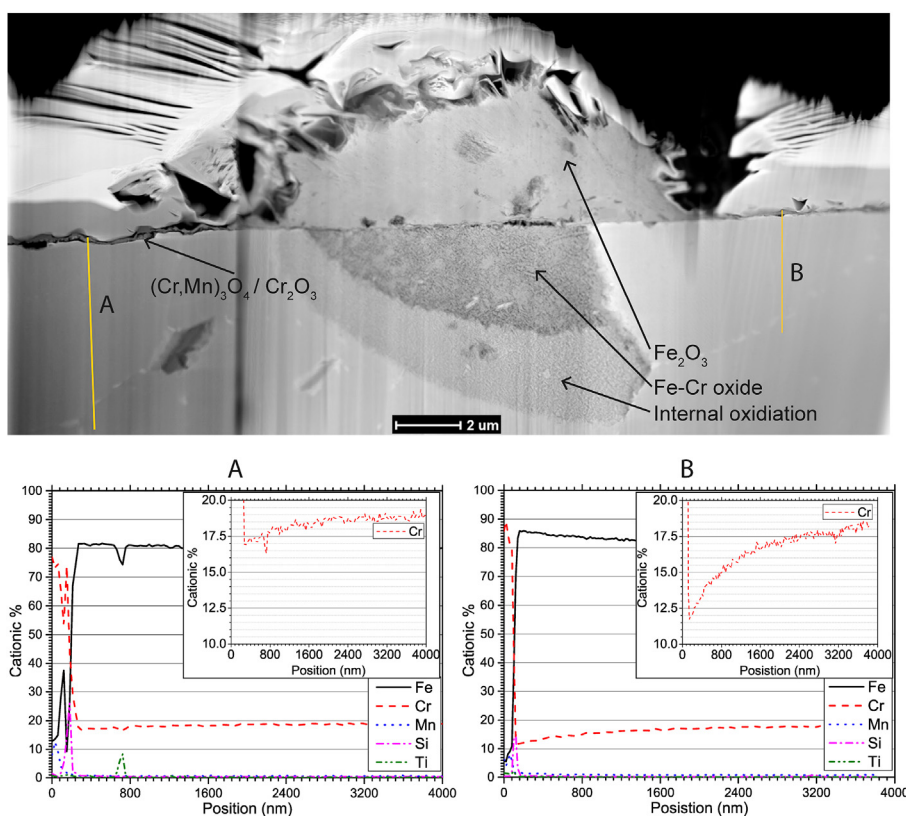 A
B
(Cr,Mn)3O4 / Cr2O3
Fe2O3
Fe-Cr oxide
Internal oxidiation
2 um
A
100
90
80
70
60
50
40
30
20
10
0
Cationic %
0 800 1600 2400 3200 4000
Position (nm)
20.0
17.5
15.0
12.5
10.0
Cationic %
0 800 1600 2400 3200 4000
Position (nm)
Cr
Fe
Cr
Mn
Si
Ti
B
100
90
80
70
60
50
40
30
20
10
0
Cationic %
0 800 1600 2400 3200 4000
Posistion (nm)
20.0
17.5
15.0
12.5
10.0
Cationic %
0 800 1600 2400 3200 4000
Posistion (nm)
Cr
Fe
Cr
Mn
Si
Ti